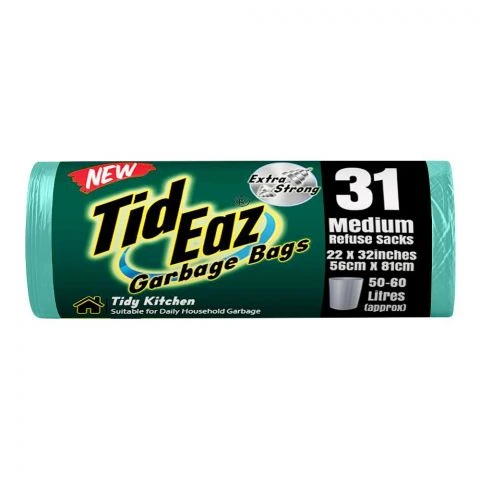 NEW
Tid Eaz®
Garbage Bags
Tidy Kitchen
Suitable for Daily Household Garbage
Extra
Strong
31
Medium
Refuse Sacks
22 X 32inches
56cm X 81cm
50-60
Litres
(approx)